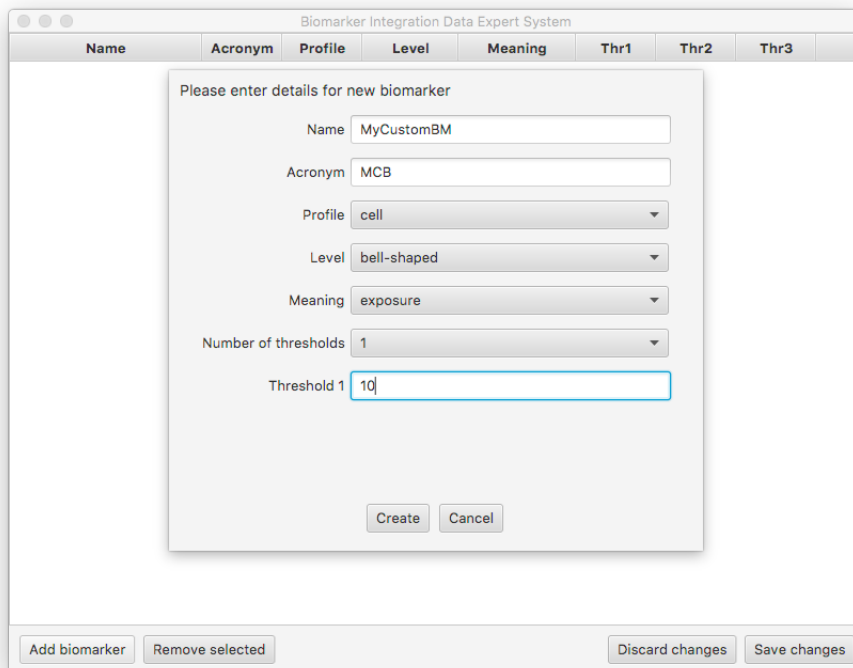 Biomarker Integration Data Expert System
Name Acronym Profile Level Meaning Thr1 Thr2 Thr3
Please enter details for new biomarker
Name MyCustomBM
Acronym MCB
Profile cell
Level bell-shaped
Meaning exposure
Number of thresholds 1
Threshold 1 10
Create Cancel
Add biomarker Remove selected Discard changes Save changes